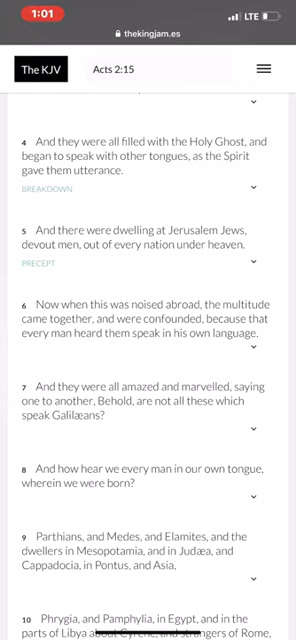 1:01
LTE
thekingjam.es
The KJV
Acts 2:15
4 And they were all filled with the Holy Ghost, and
began to speak with other tongues, as the Spirit
gave them utterance.
BREAKDOWN
5 And there were dwelling at Jerusalem Jews,
devout men, out of every nation under heaven.
PRECEPT
6 Now when this was noised abroad, the multitude
came together, and were confounded, because that
every man heard them speak in his own language.
7 And they were all amazed and marvelled, saying
one to another, Behold, are not all these which
speak Galilæans?
8 And how hear we every man in our own tongue,
wherein we were born?
9 Parthians, and Medes, and Elamites, and the
dwellers in Mesopotamia, and in Judæa, and
Cappadocia, in Pontus, and Asia,
10 Phrygia, and Pamphylia, in Egypt, and in the
parts of Libya about Cyrene, and strangers of Rome,